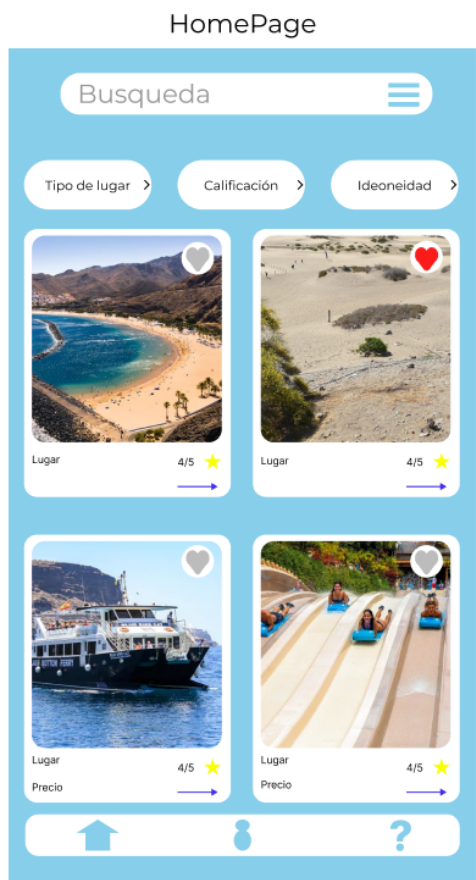 HomePage
Busqueda
Tipo de lugar >
Calificación >
Ideoneidad >
Lugar
4/5
Lugar
4/5
Lugar
4/5
Precio
Lugar
4/5
Precio
?